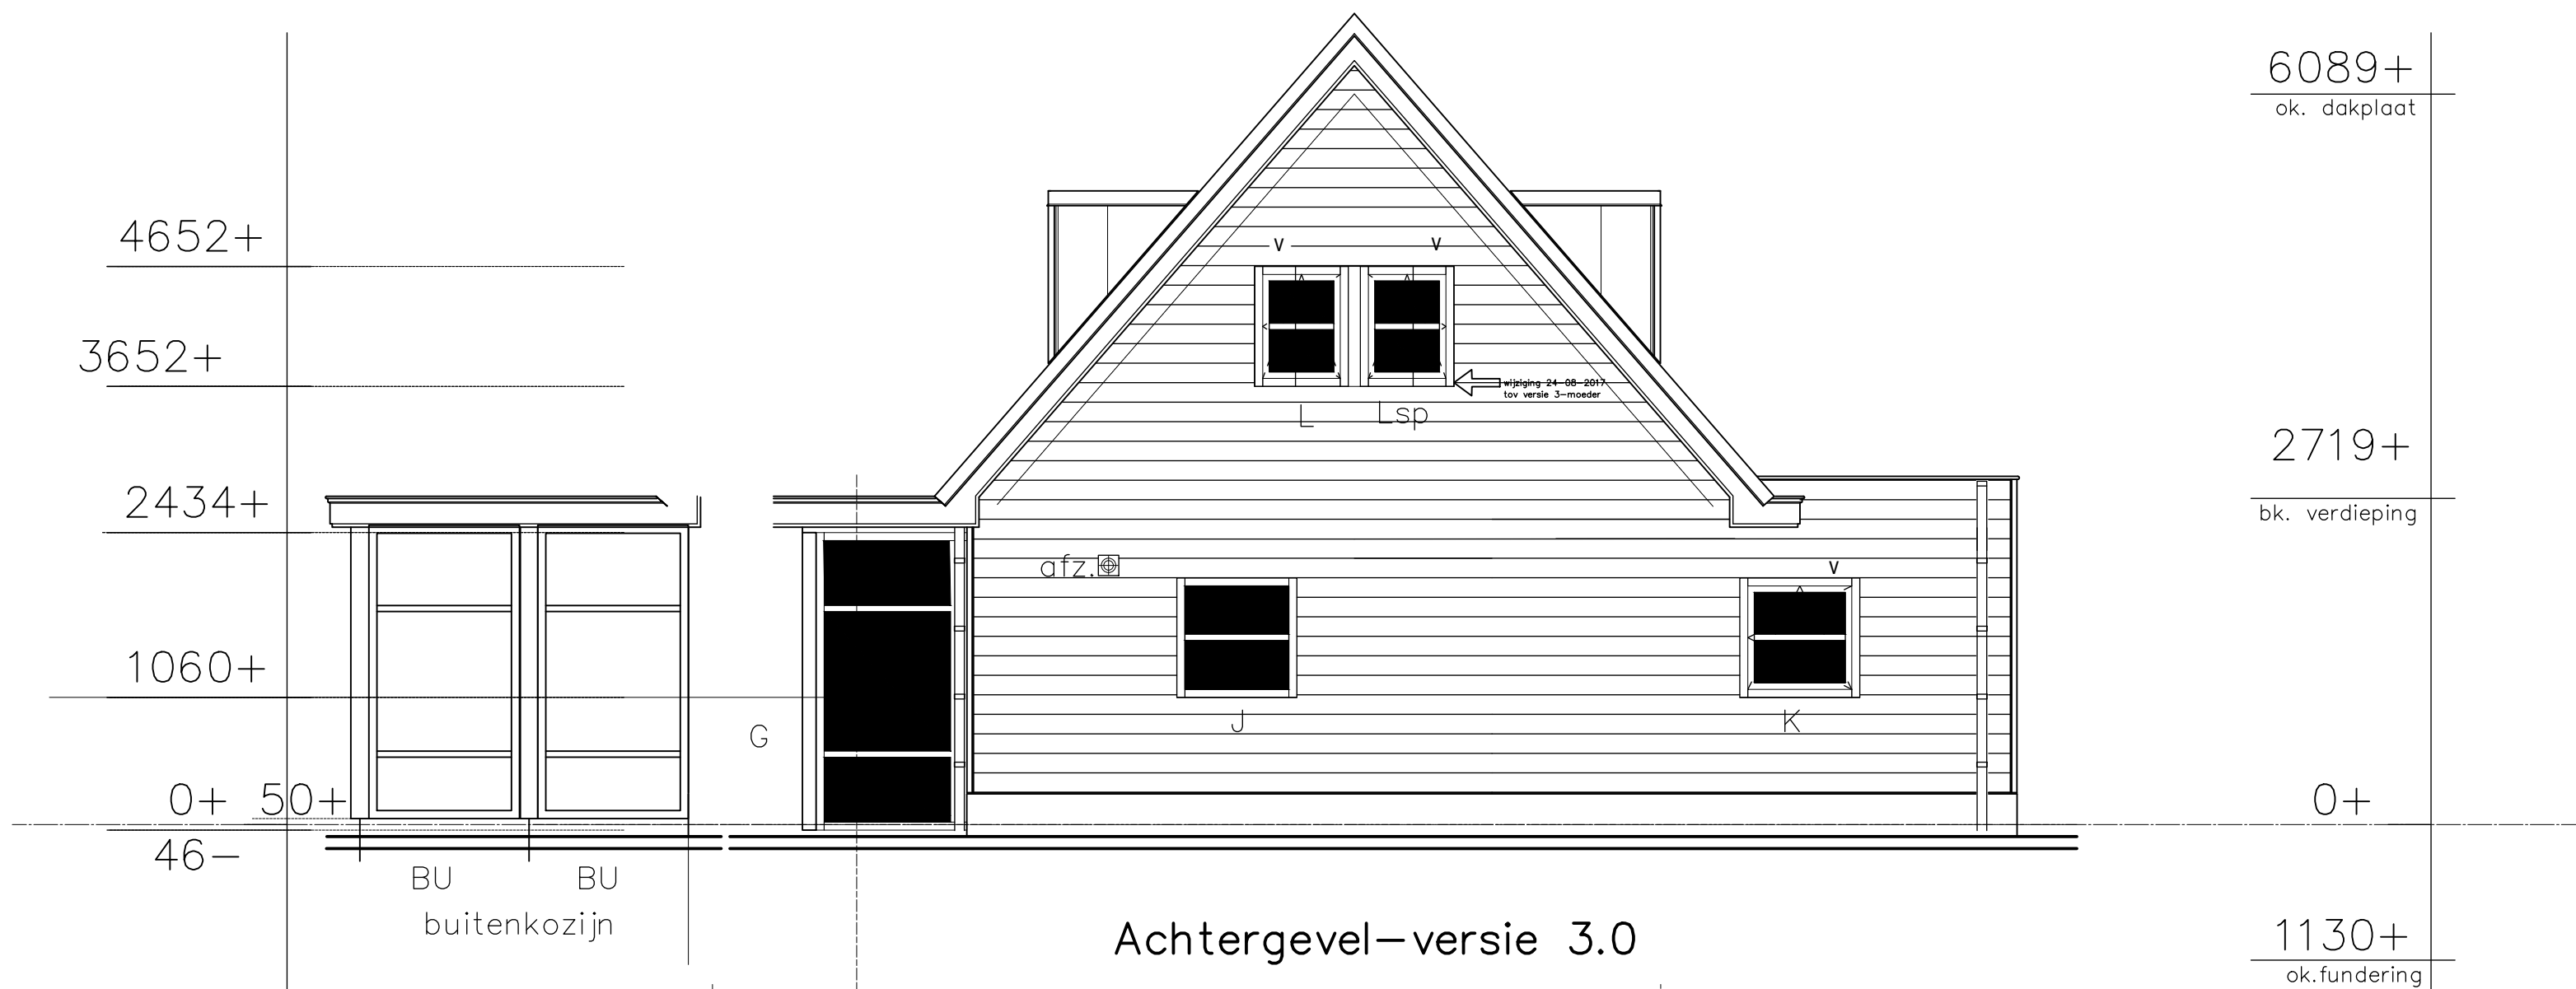 6089+
ok. dakplaat
4652+
v v
3652+
wijziging 24-08-2017
tov versie 3-moeder
L Lsp
2719+
bk. verdieping
2434+
afz.
v
1060+
J K
G
0+ 50+
0+
46-
BU BU
buitenkozijn
Achtergevel-versie 3.0
1130+
ok.fundering